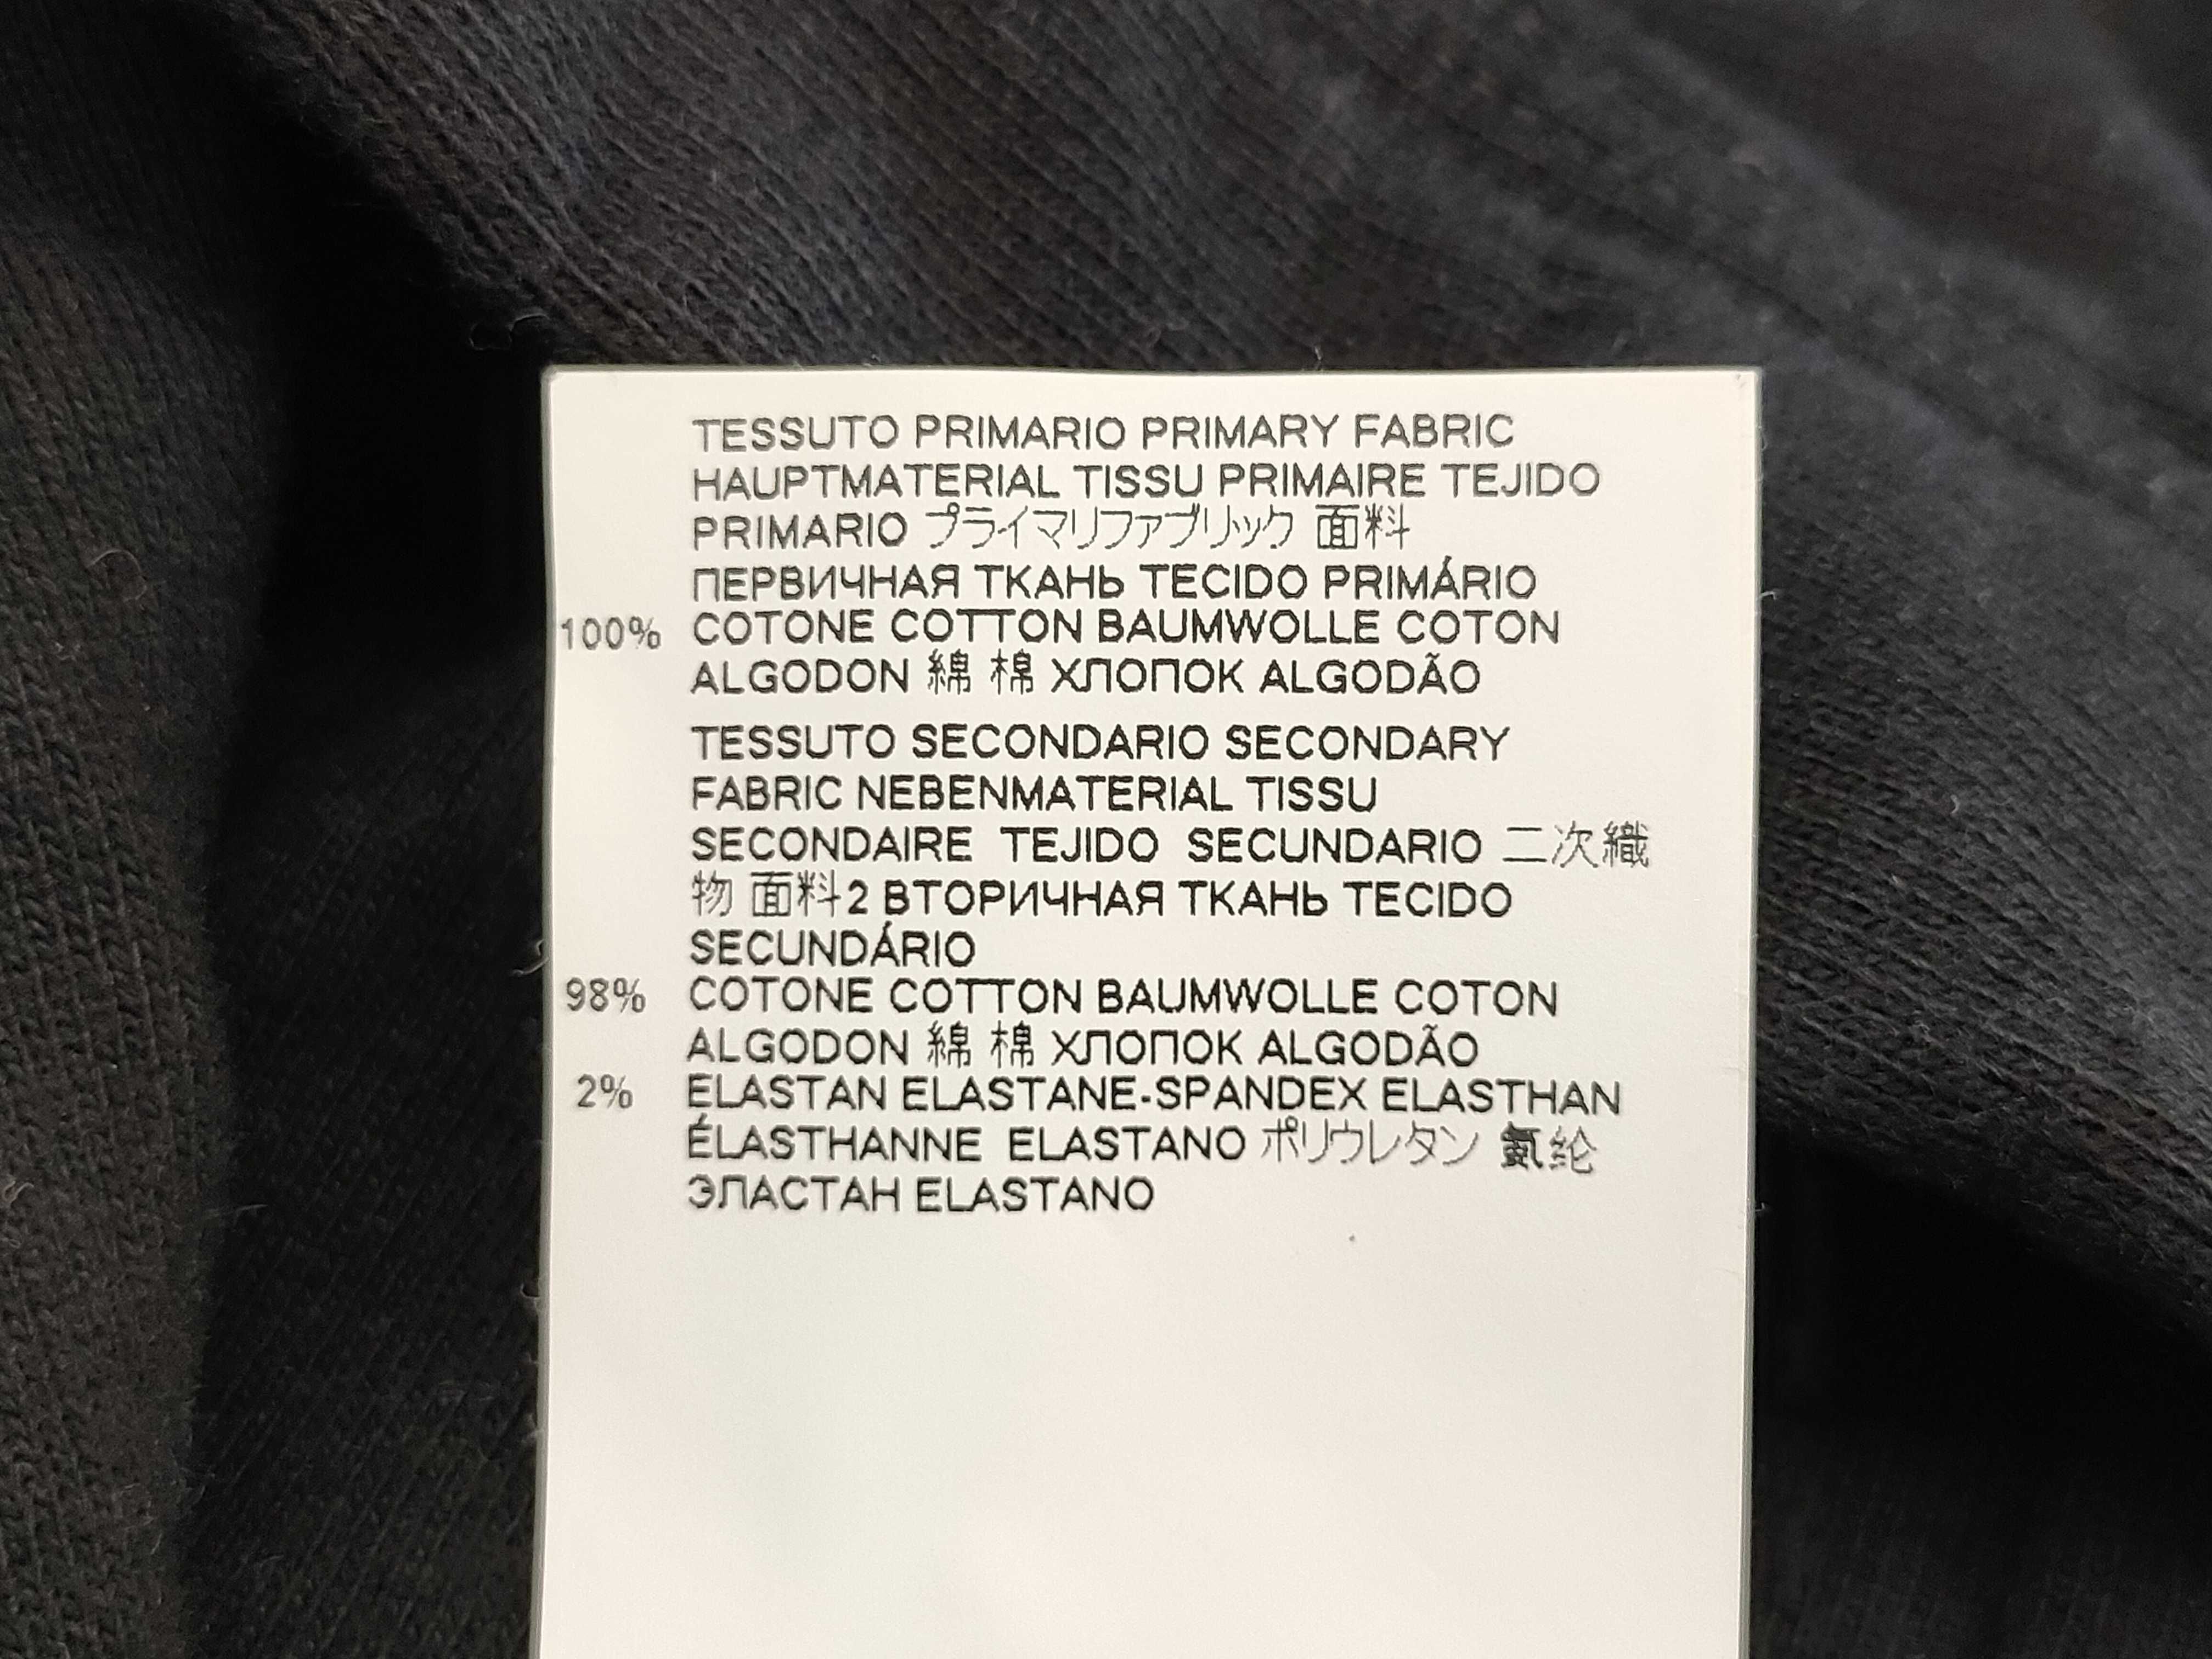 TESSUTO PRIMARIO PRIMARY FABRIC
HAUPTMATERIAL TISSU PRIMAIRE TEJIDO
PRIMARIO プライマリファブリック 面料
ПЕРВИЧНАЯ ТКАНЬ TECIDO PRIMÁRIO
100% COTONE COTTON BAUMWOLLE COTON
ALGODON 綿 棉 ХЛОПОК ALGODÃO
TESSUTO SECONDARIO SECONDARY
FABRIC NEBENMATERIAL TISSU
SECONDAIRE TEJIDO SECUNDARIO 二次織
物 面料2 ВТОРИЧНАЯ ТКАНЬ TECIDO
SECUNDÁRIO
98% COTONE COTTON BAUMWOLLE COTON
ALGODON 綿 棉 ХЛОПОК ALGODÃO
2% ELASTAN ELASTANE-SPANDEX ELASTHAN
ÉLASTHANNE ELASTANO ポリウレタン 氨纶
ЭЛАСТАН ELASTANO